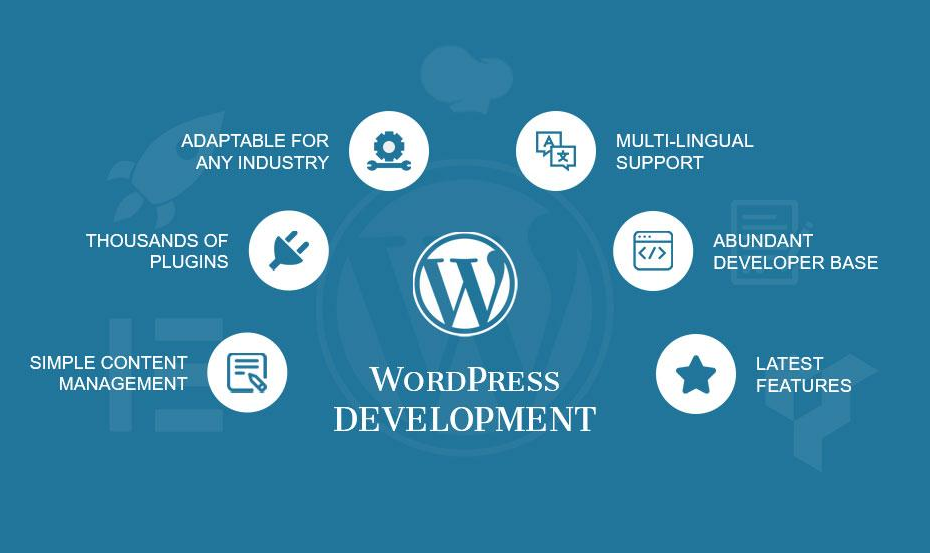 ADAPTABLE FOR
ANY INDUSTRY
MULTI-LINGUAL
SUPPORT
THOUSANDS OF
PLUGINS
ABUNDANT
DEVELOPER BASE
SIMPLE CONTENT
MANAGEMENT
LATEST
FEATURES
WORDPRESS
DEVELOPMENT